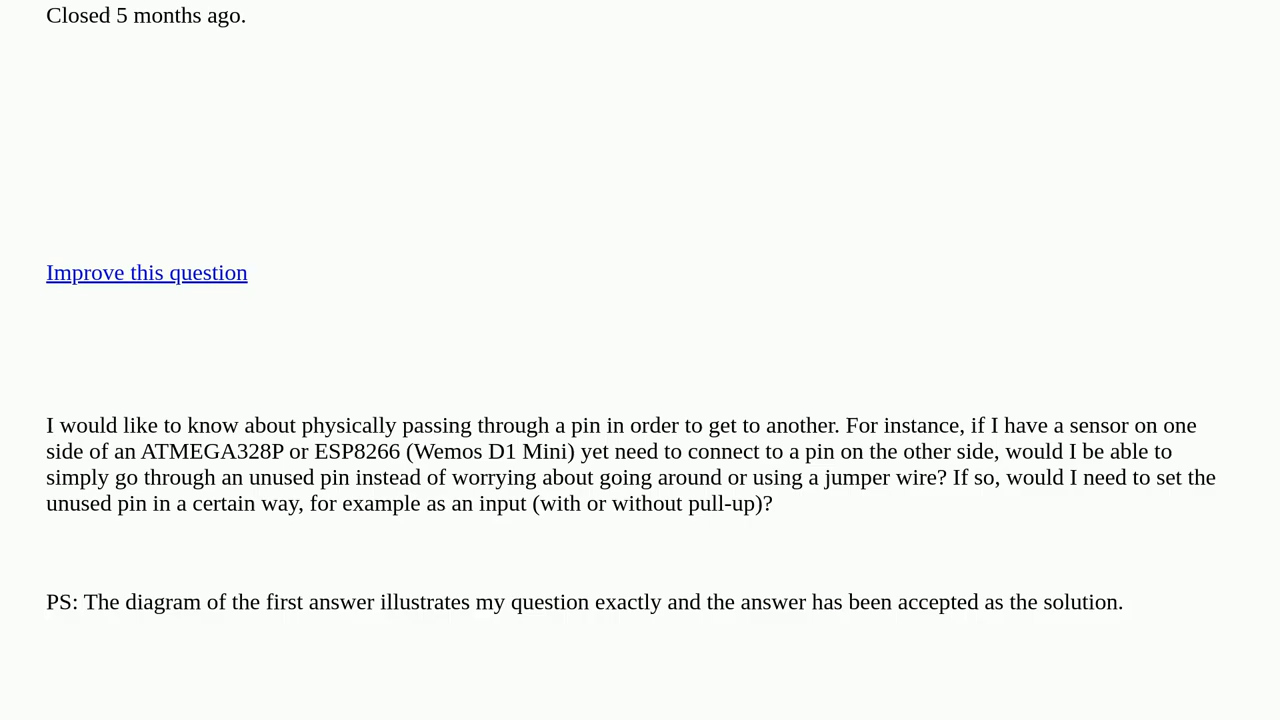 Closed 5 months ago.
Improve this question
I would like to know about physically passing through a pin in order to get to another. For instance, if I have a sensor on one
side of an ATMEGA328P or ESP8266 (Wemos D1 Mini) yet need to connect to a pin on the other side, would I be able to
simply go through an unused pin instead of worrying about going around or using a jumper wire? If so, would I need to set the
unused pin in a certain way, for example as an input (with or without pull-up)?
PS: The diagram of the first answer illustrates my question exactly and the answer has been accepted as the solution.